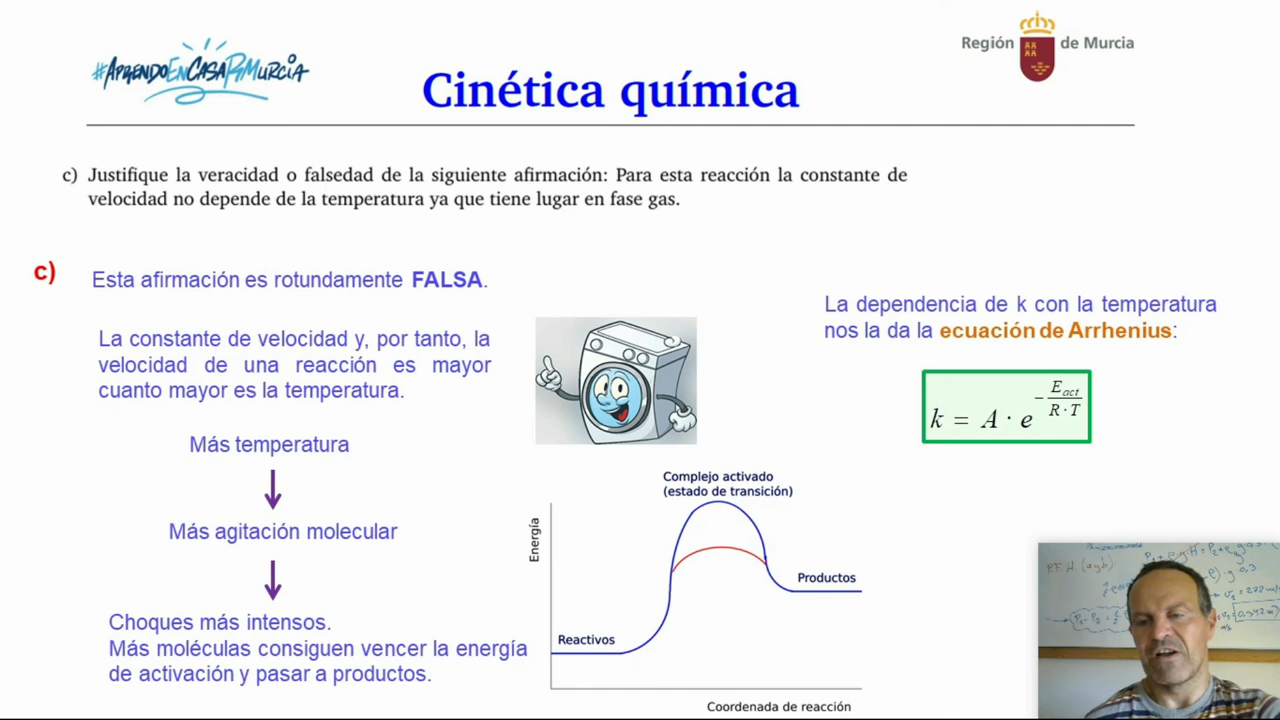 #APRENDOENCASARMURCIA
Región de Murcia
Cinética química
c) Justifique la veracidad o falsedad de la siguiente afirmación: Para esta reacción la constante de
velocidad no depende de la temperatura ya que tiene lugar en fase gas.
c) Esta afirmación es rotundamente FALSA.
La constante de velocidad y, por tanto, la
velocidad de una reacción es mayor
cuanto mayor es la temperatura.
Más temperatura
Más agitación molecular
Choques más intensos.
Más moléculas consiguen vencer la energía
de activación y pasar a productos.
La dependencia de k con la temperatura
nos la da la ecuación de Arrhenius:
k = A · e^(-E_act / R · T)
Complejo activado
(estado de transición)
Energía
Productos
Reactivos
Coordenada de reacción